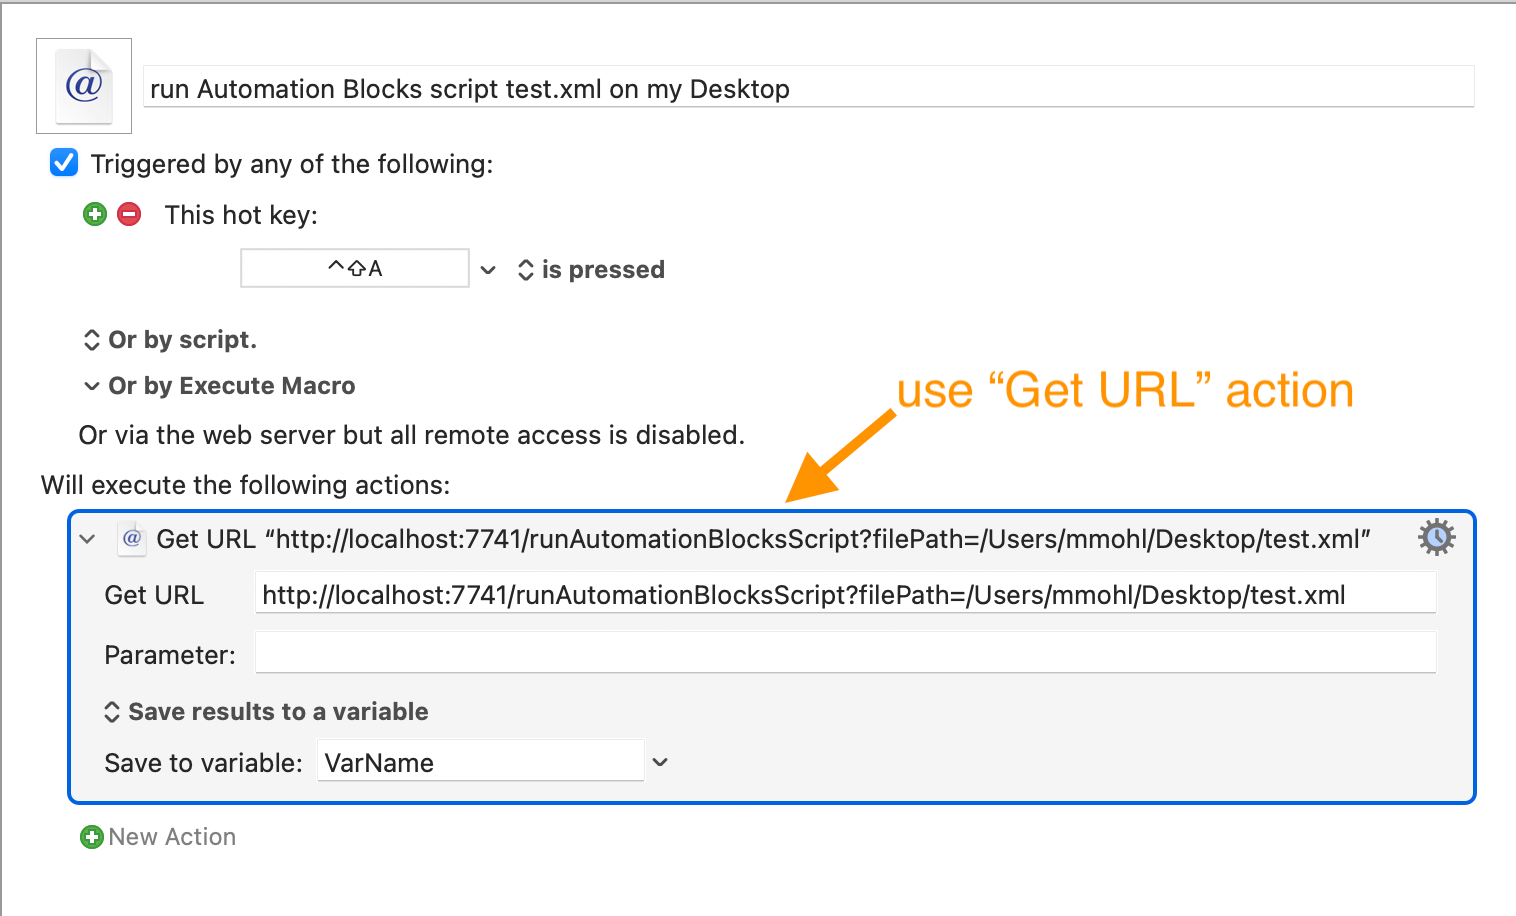 @
run Automation Blocks script test.xml on my Desktop
Triggered by any of the following:
This hot key:
^⇧A
is pressed
Or by script.
Or by Execute Macro
use “Get URL” action
Or via the web server but all remote access is disabled.
Will execute the following actions:
@ Get URL “http://localhost:7741/runAutomationBlocksScript?filePath=/Users/mmohl/Desktop/test.xml”
Get URL http://localhost:7741/runAutomationBlocksScript?filePath=/Users/mmohl/Desktop/test.xml
Parameter:
Save results to a variable
Save to variable: VarName
New Action